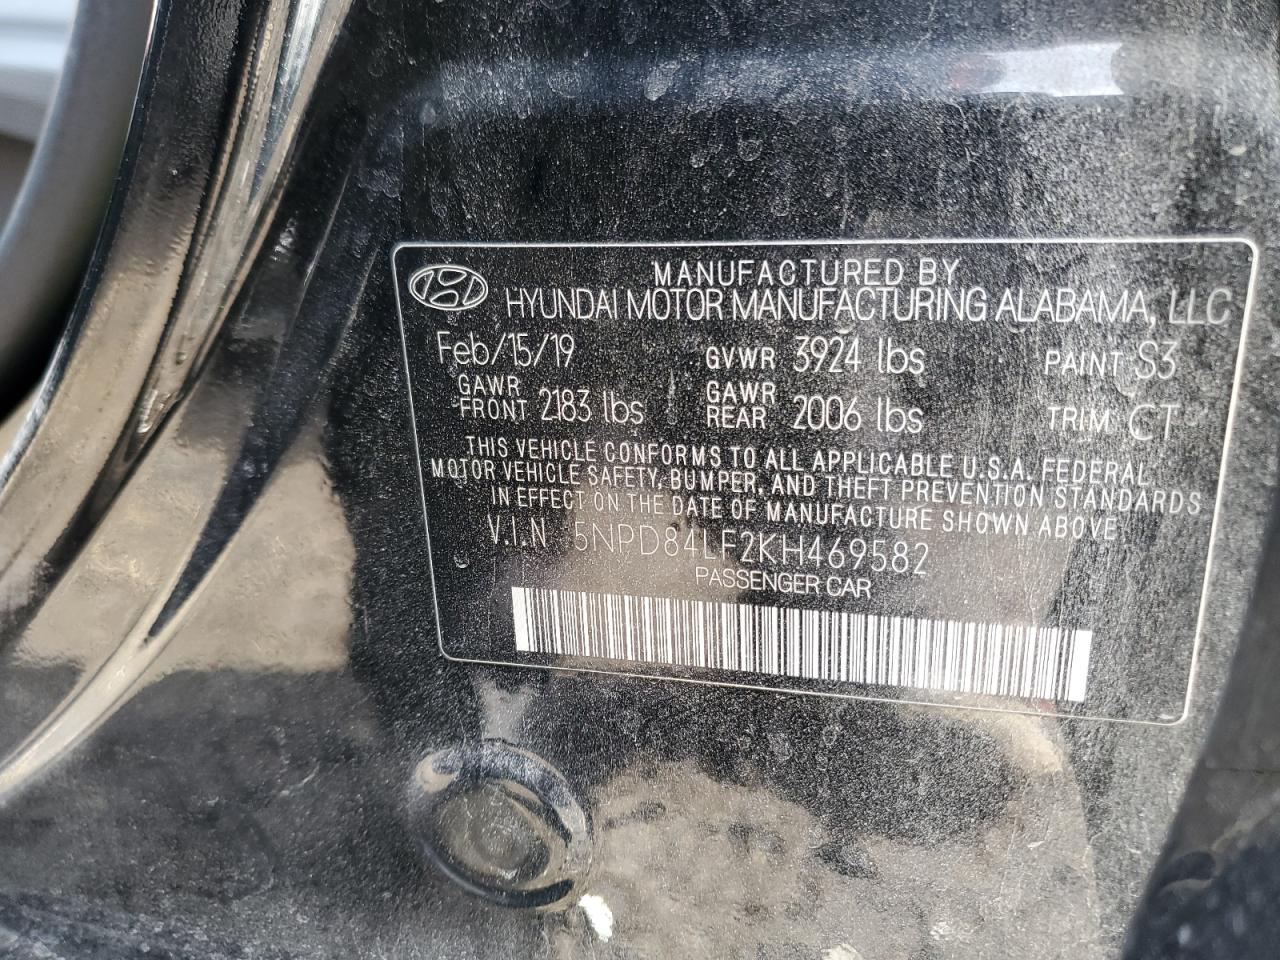 MANUFACTURED BY
HYUNDAI MOTOR MANUFACTURING ALABAMA, LLC
Feb/15/19 GVWR 3924 lbs PAINT S3
GAWR FRONT 2183 lbs GAWR REAR 2006 lbs TRIM CT
THIS VEHICLE CONFORMS TO ALL APPLICABLE U.S.A. FEDERAL
MOTOR VEHICLE SAFETY, BUMPER, AND THEFT PREVENTION STANDARDS
IN EFFECT ON THE DATE OF MANUFACTURE SHOWN ABOVE
V.I.N 5NPD84LF2KH469582
PASSENGER CAR